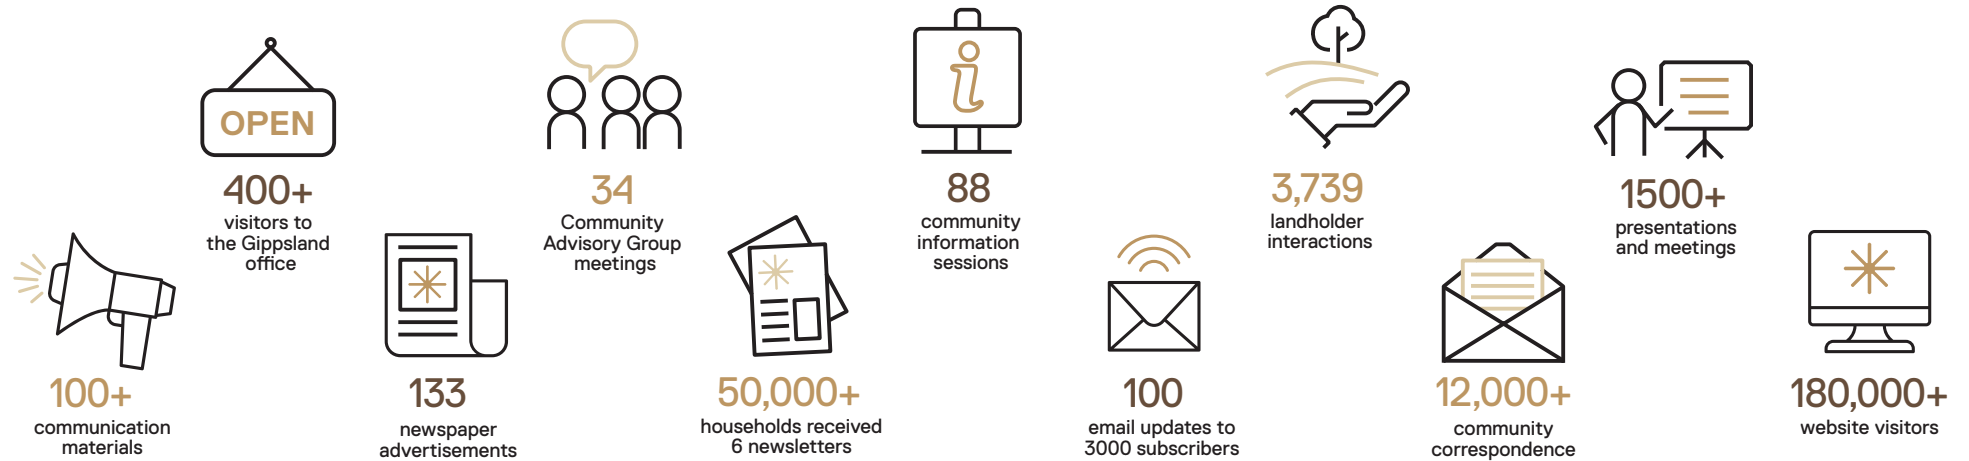 OPEN
400+
visitors to
the Gippsland
office
34
Community
Advisory Group
meetings
88
community
information
sessions
3,739
landholder
interactions
1500+
presentations
and meetings
100+
communication
materials
133
newspaper
advertisements
50,000+
households received
6 newsletters
100
email updates to
3000 subscribers
12,000+
community
correspondence
180,000+
website visitors